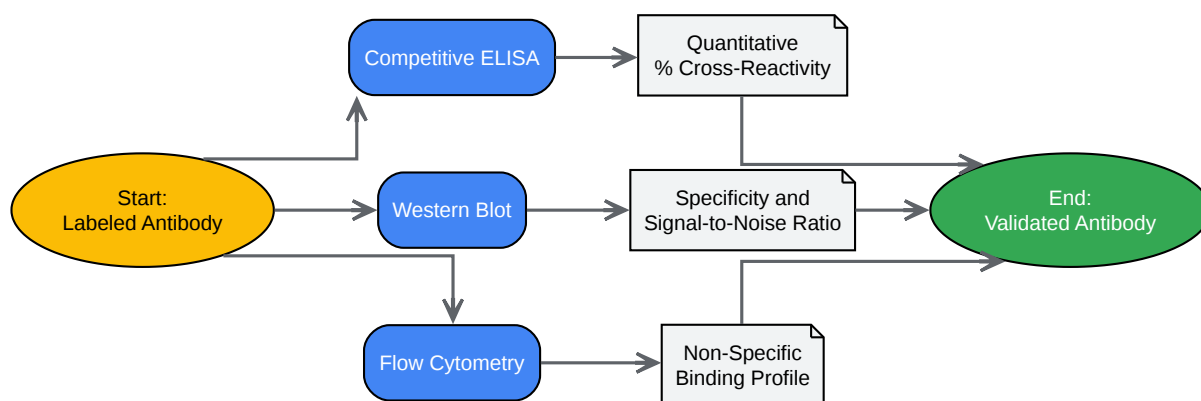 Competitive ELISA
Quantitative
% Cross-Reactivity
Start:
Labeled Antibody
Western Blot
Specificity and
Signal-to-Noise Ratio
End:
Validated Antibody
Flow Cytometry
Non-Specific
Binding Profile